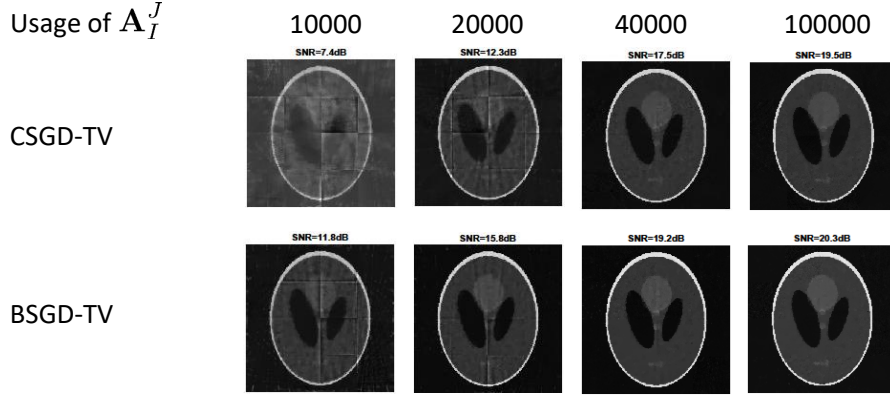 Usage of A_I^J 10000 20000 40000 100000
SNR=7.4dB SNR=12.3dB SNR=17.5dB SNR=19.5dB
CSGD-TV
SNR=11.8dB SNR=15.8dB SNR=19.2dB SNR=20.3dB
BSGD-TV